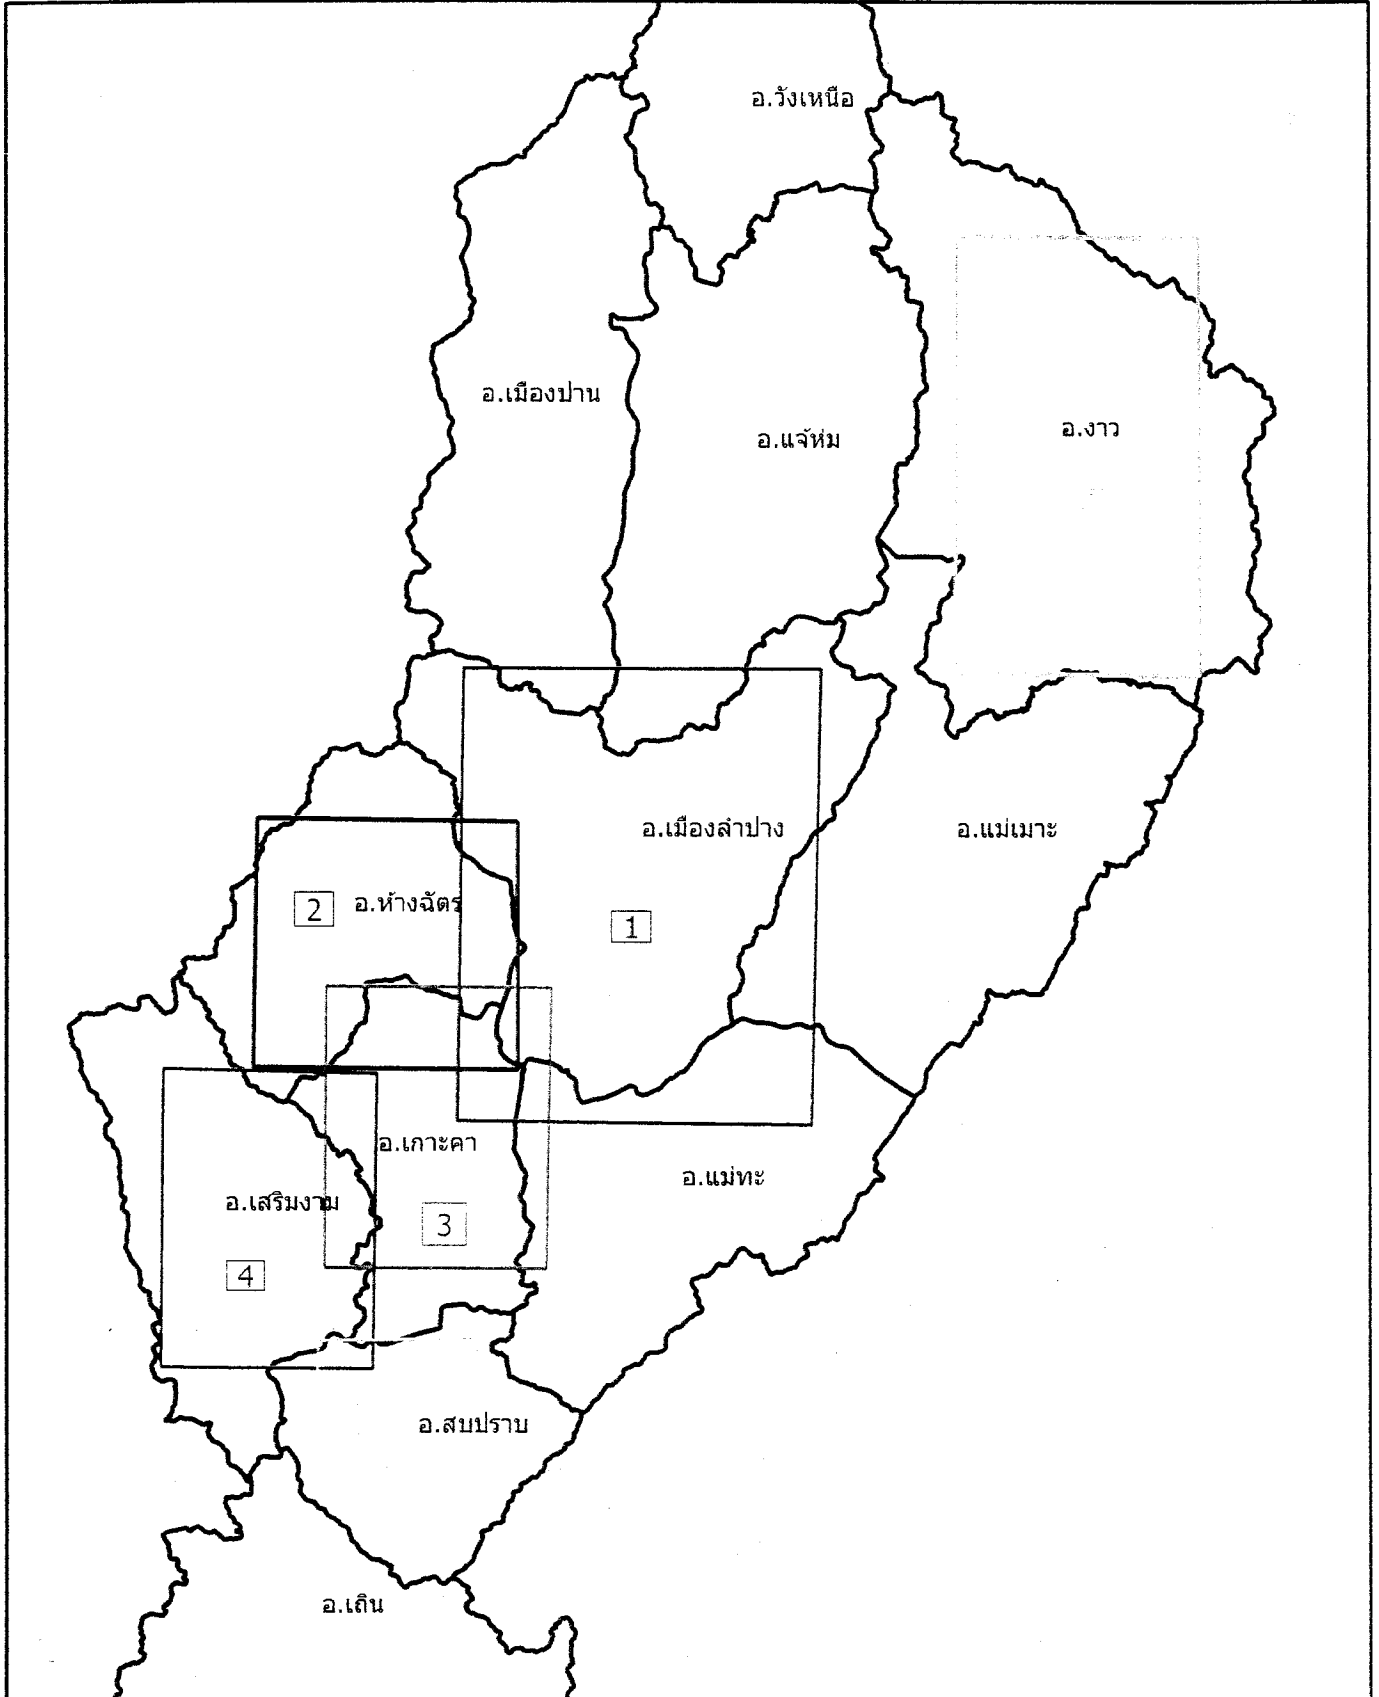 อ.วังเหนือ
อ.เมืองปาน
อ.แจ้ห่ม
อ.งาว
อ.เมืองลำปาง
อ.แม่เมาะ
2
อ.ห้างฉัตร
1
อ.เกาะคา
อ.แม่ทะ
อ.เสริมงาม
3
4
อ.สบปราบ
อ.เถิน